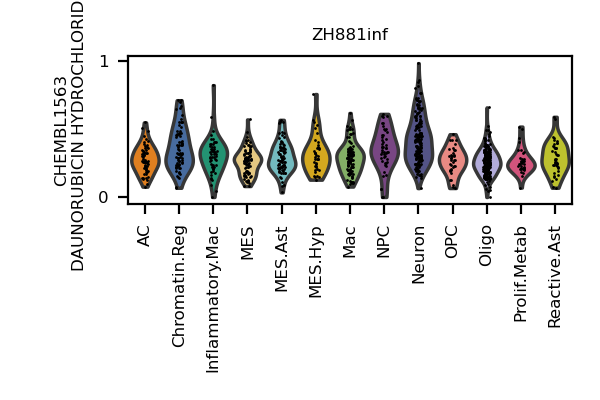 ZH881inf
CHEMBL1563
DAUNORUBICIN HYDROCHLORID
1
0
AC
Chromatin.Reg
Inflammatory.Mac
MES
MES.Ast
MES.Hyp
Mac
NPC
Neuron
OPC
Oligo
Prolif.Metab
Reactive.Ast